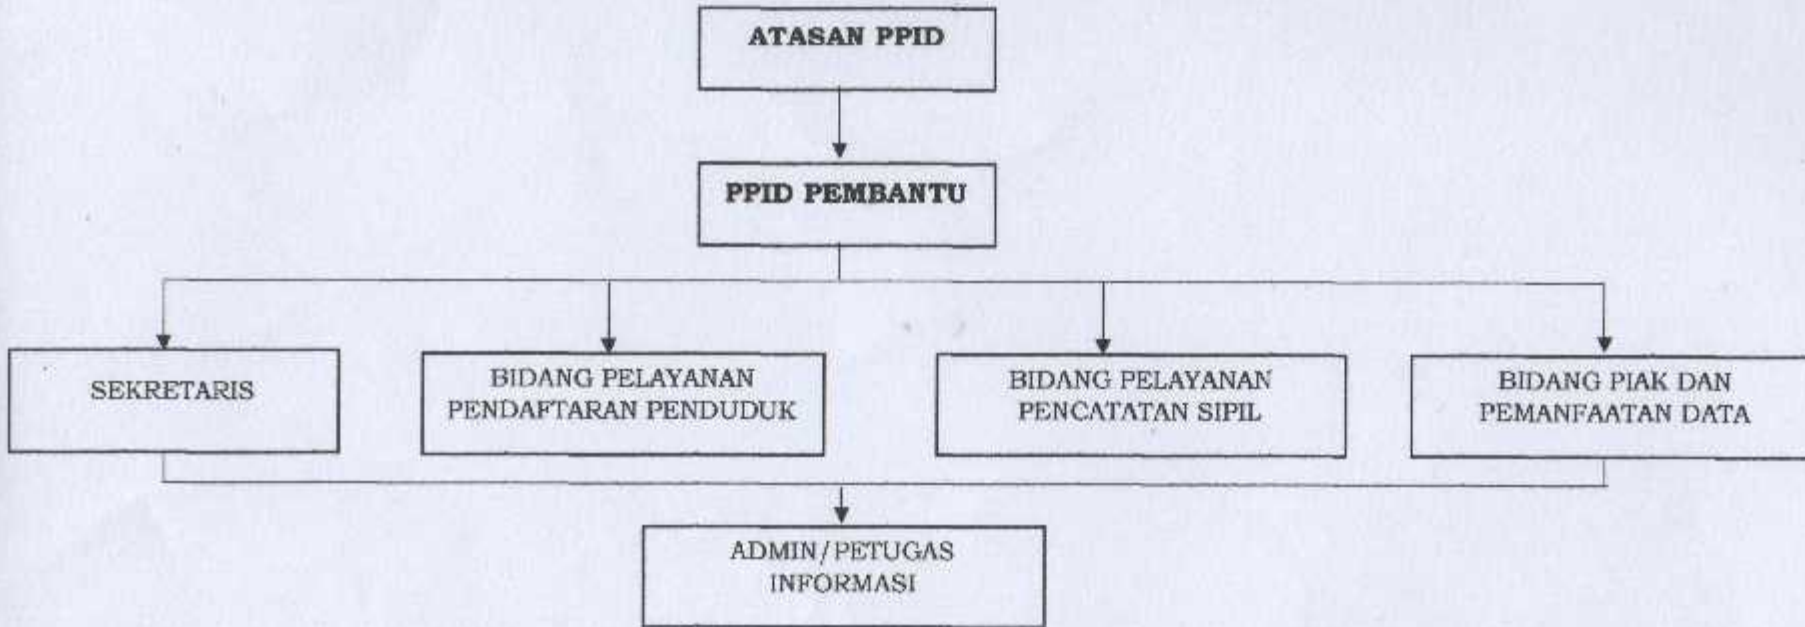 ATASAN PPID
PPID PEMBANTU
SEKRETARIS
BIDANG PELAYANAN
PENDAFTARAN PENDUDUK
BIDANG PELAYANAN
PENCATATAN SIPIL
BIDANG PIAK DAN
PEMANFAATAN DATA
ADMIN/PETUGAS
INFORMASI